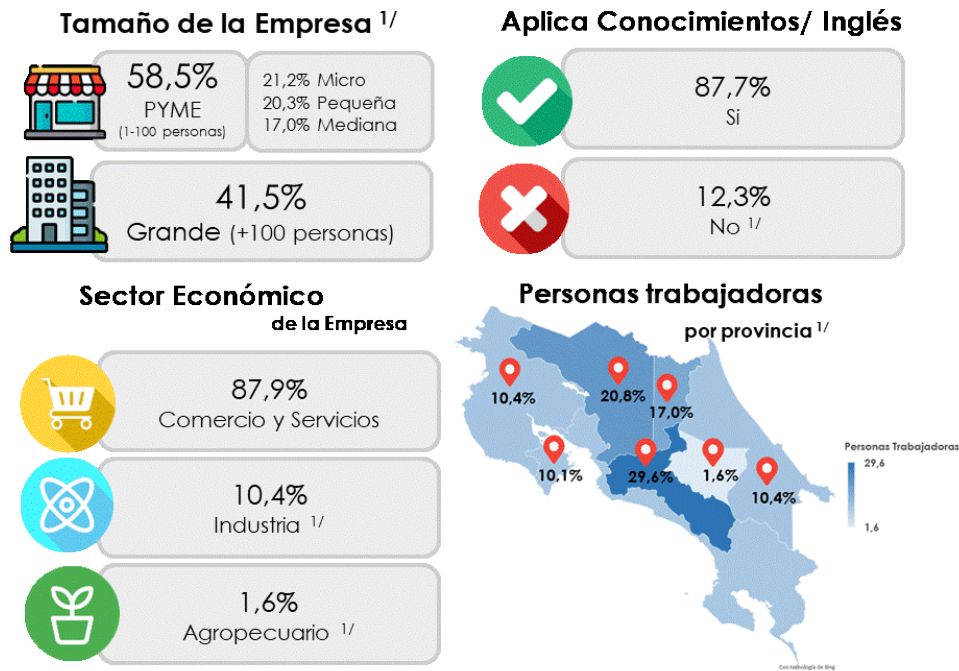 Tamaño de la Empresa 1/
58,5%
PYME
(1-100 personas)
21,2% Micro
20,3% Pequeña
17,0% Mediana
41,5%
Grande (+100 personas)
Aplica Conocimientos/ Inglés
87,7%
Si
12,3%
No 1/
Sector Económico
de la Empresa
87,9%
Comercio y Servicios
10,4%
Industria 1/
1,6%
Agropecuario 1/
Personas trabajadoras
por provincia 1/
10,4%
20,8%
17,0%
10,1%
29,6%
1,6%
10,4%
Personas Trabajadoras
29,6
1,6
Con tecnología de Bing